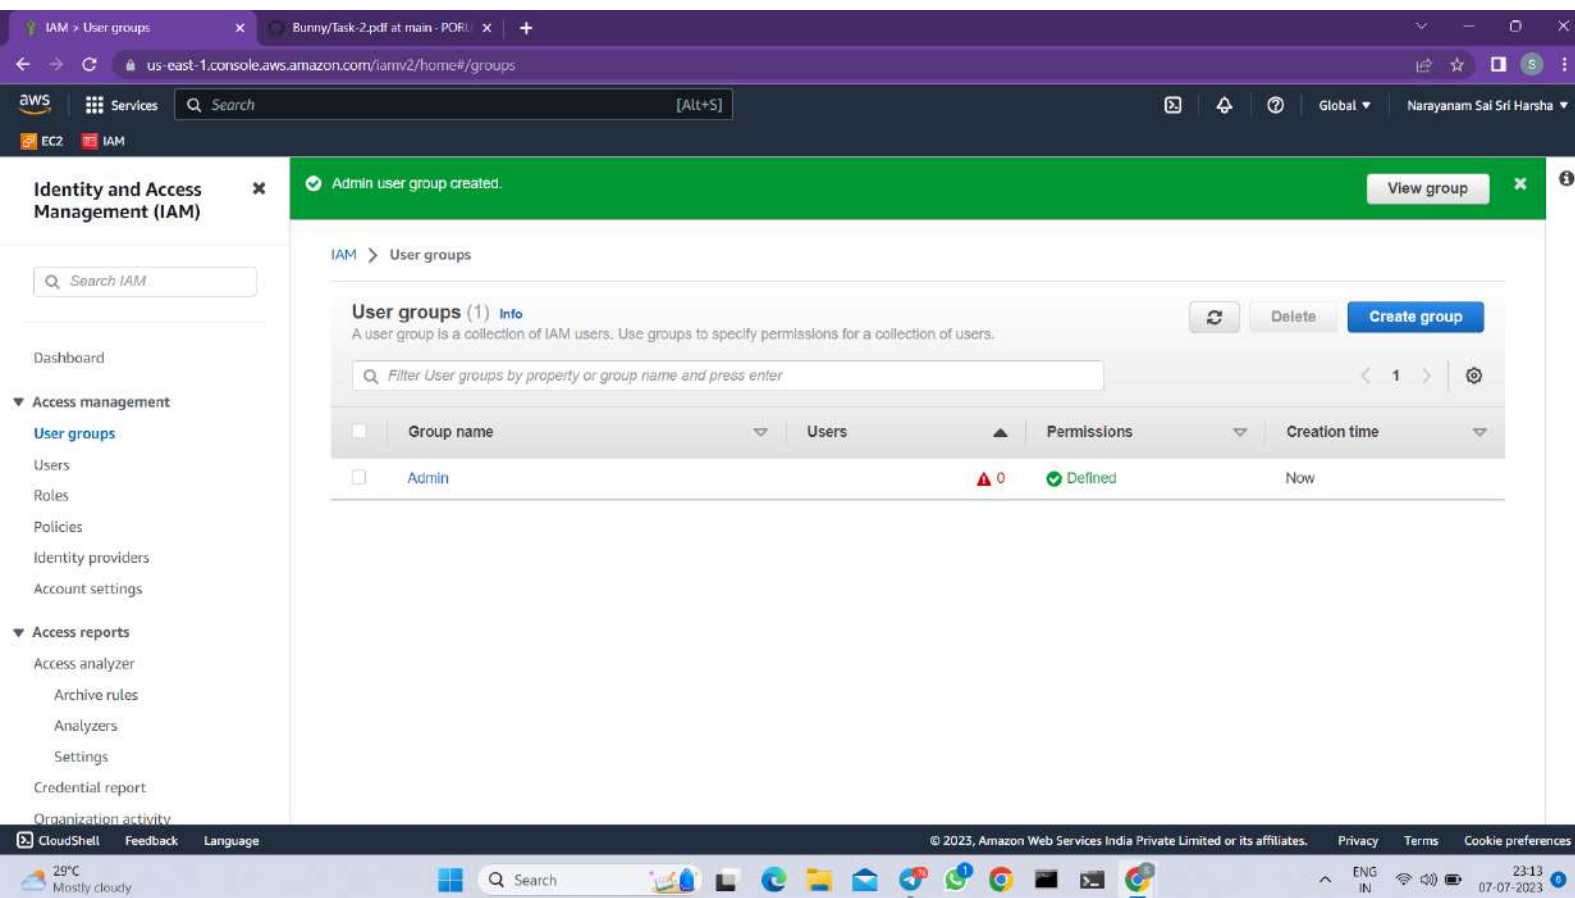 IAM > User groups
Bunny/Task-2.pdf at main - PORU
us-east-1.console.aws.amazon.com/iamv2/home#/groups
S
aws
Services
Search
[Alt+S]
Global
Narayanam Sai Sri Harsha
EC2
IAM
Identity and Access
Management (IAM)
Search IAM
Dashboard
Access management
User groups
Users
Roles
Policies
Identity providers
Account settings
Access reports
Access analyzer
Archive rules
Analyzers
Settings
Credential report
Organization activity
Admin user group created.
View group
IAM > User groups
User groups (1) Info
A user group is a collection of IAM users. Use groups to specify permissions for a collection of users.
Delete
Create group
Filter User groups by property or group name and press enter
1
Group name
Users
Permissions
Creation time
Admin
0
Defined
Now
CloudShell
Feedback
Language
© 2023, Amazon Web Services India Private Limited or its affiliates.
Privacy
Terms
Cookie preferences
29°C
Mostly cloudy
Search
1
ENG
IN
23:13
07-07-2023
6